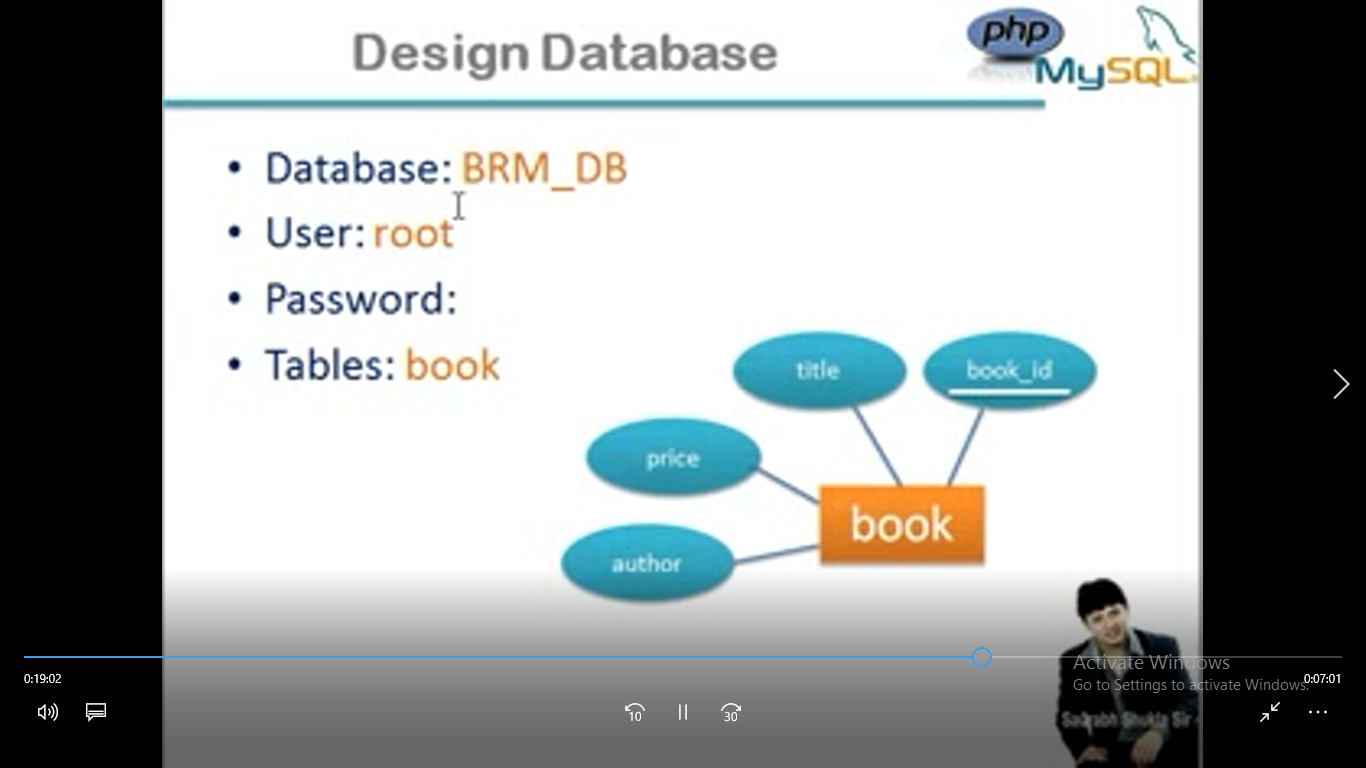 Design Database
php
MySQL
• Database: BRM_DB
• User: root
• Password:
• Tables: book
title
book_id
price
book
author
Activate Windows
Go to Settings to activate Windows.
0:19:02
0:07:01
10
30
Saurabh Shukla Sir